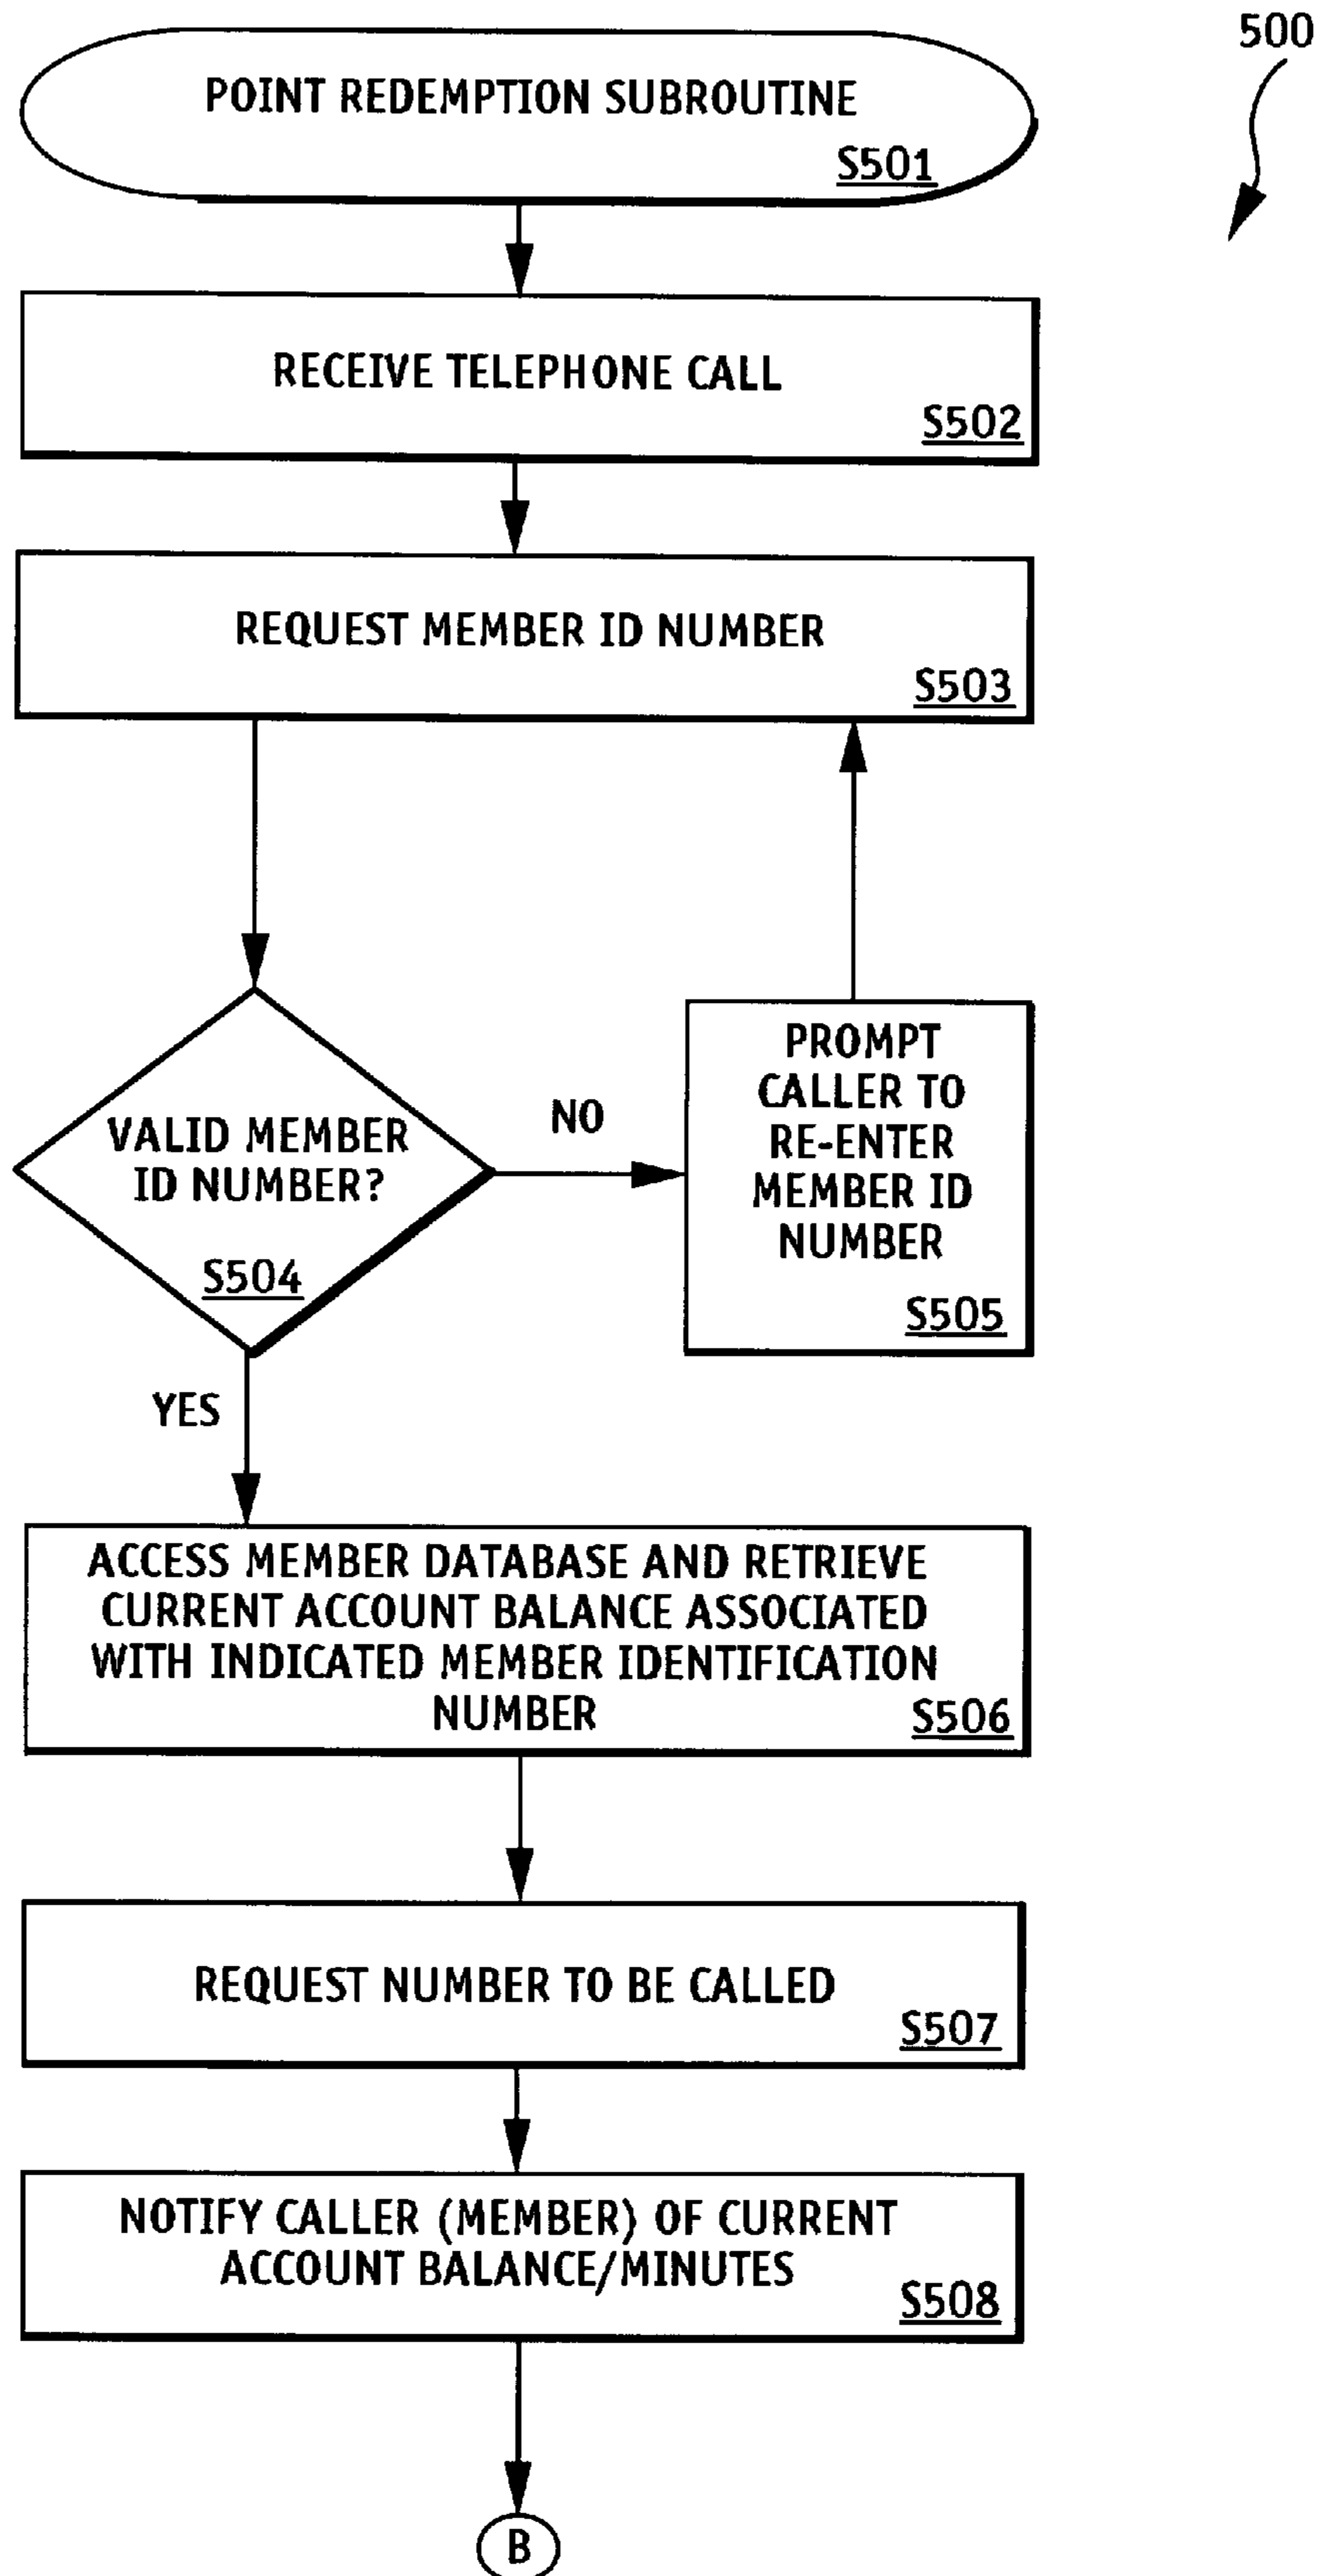 500
POINT REDEMPTION SUBROUTINE
S501
RECEIVE TELEPHONE CALL
S502
REQUEST MEMBER ID NUMBER
S503
VALID MEMBER
ID NUMBER?
S504
NO
PROMPT
CALLER TO
RE-ENTER
MEMBER ID
NUMBER
S505
YES
ACCESS MEMBER DATABASE AND RETRIEVE
CURRENT ACCOUNT BALANCE ASSOCIATED
WITH INDICATED MEMBER IDENTIFICATION
NUMBER
S506
REQUEST NUMBER TO BE CALLED
S507
NOTIFY CALLER (MEMBER) OF CURRENT
ACCOUNT BALANCE/MINUTES
S508
B